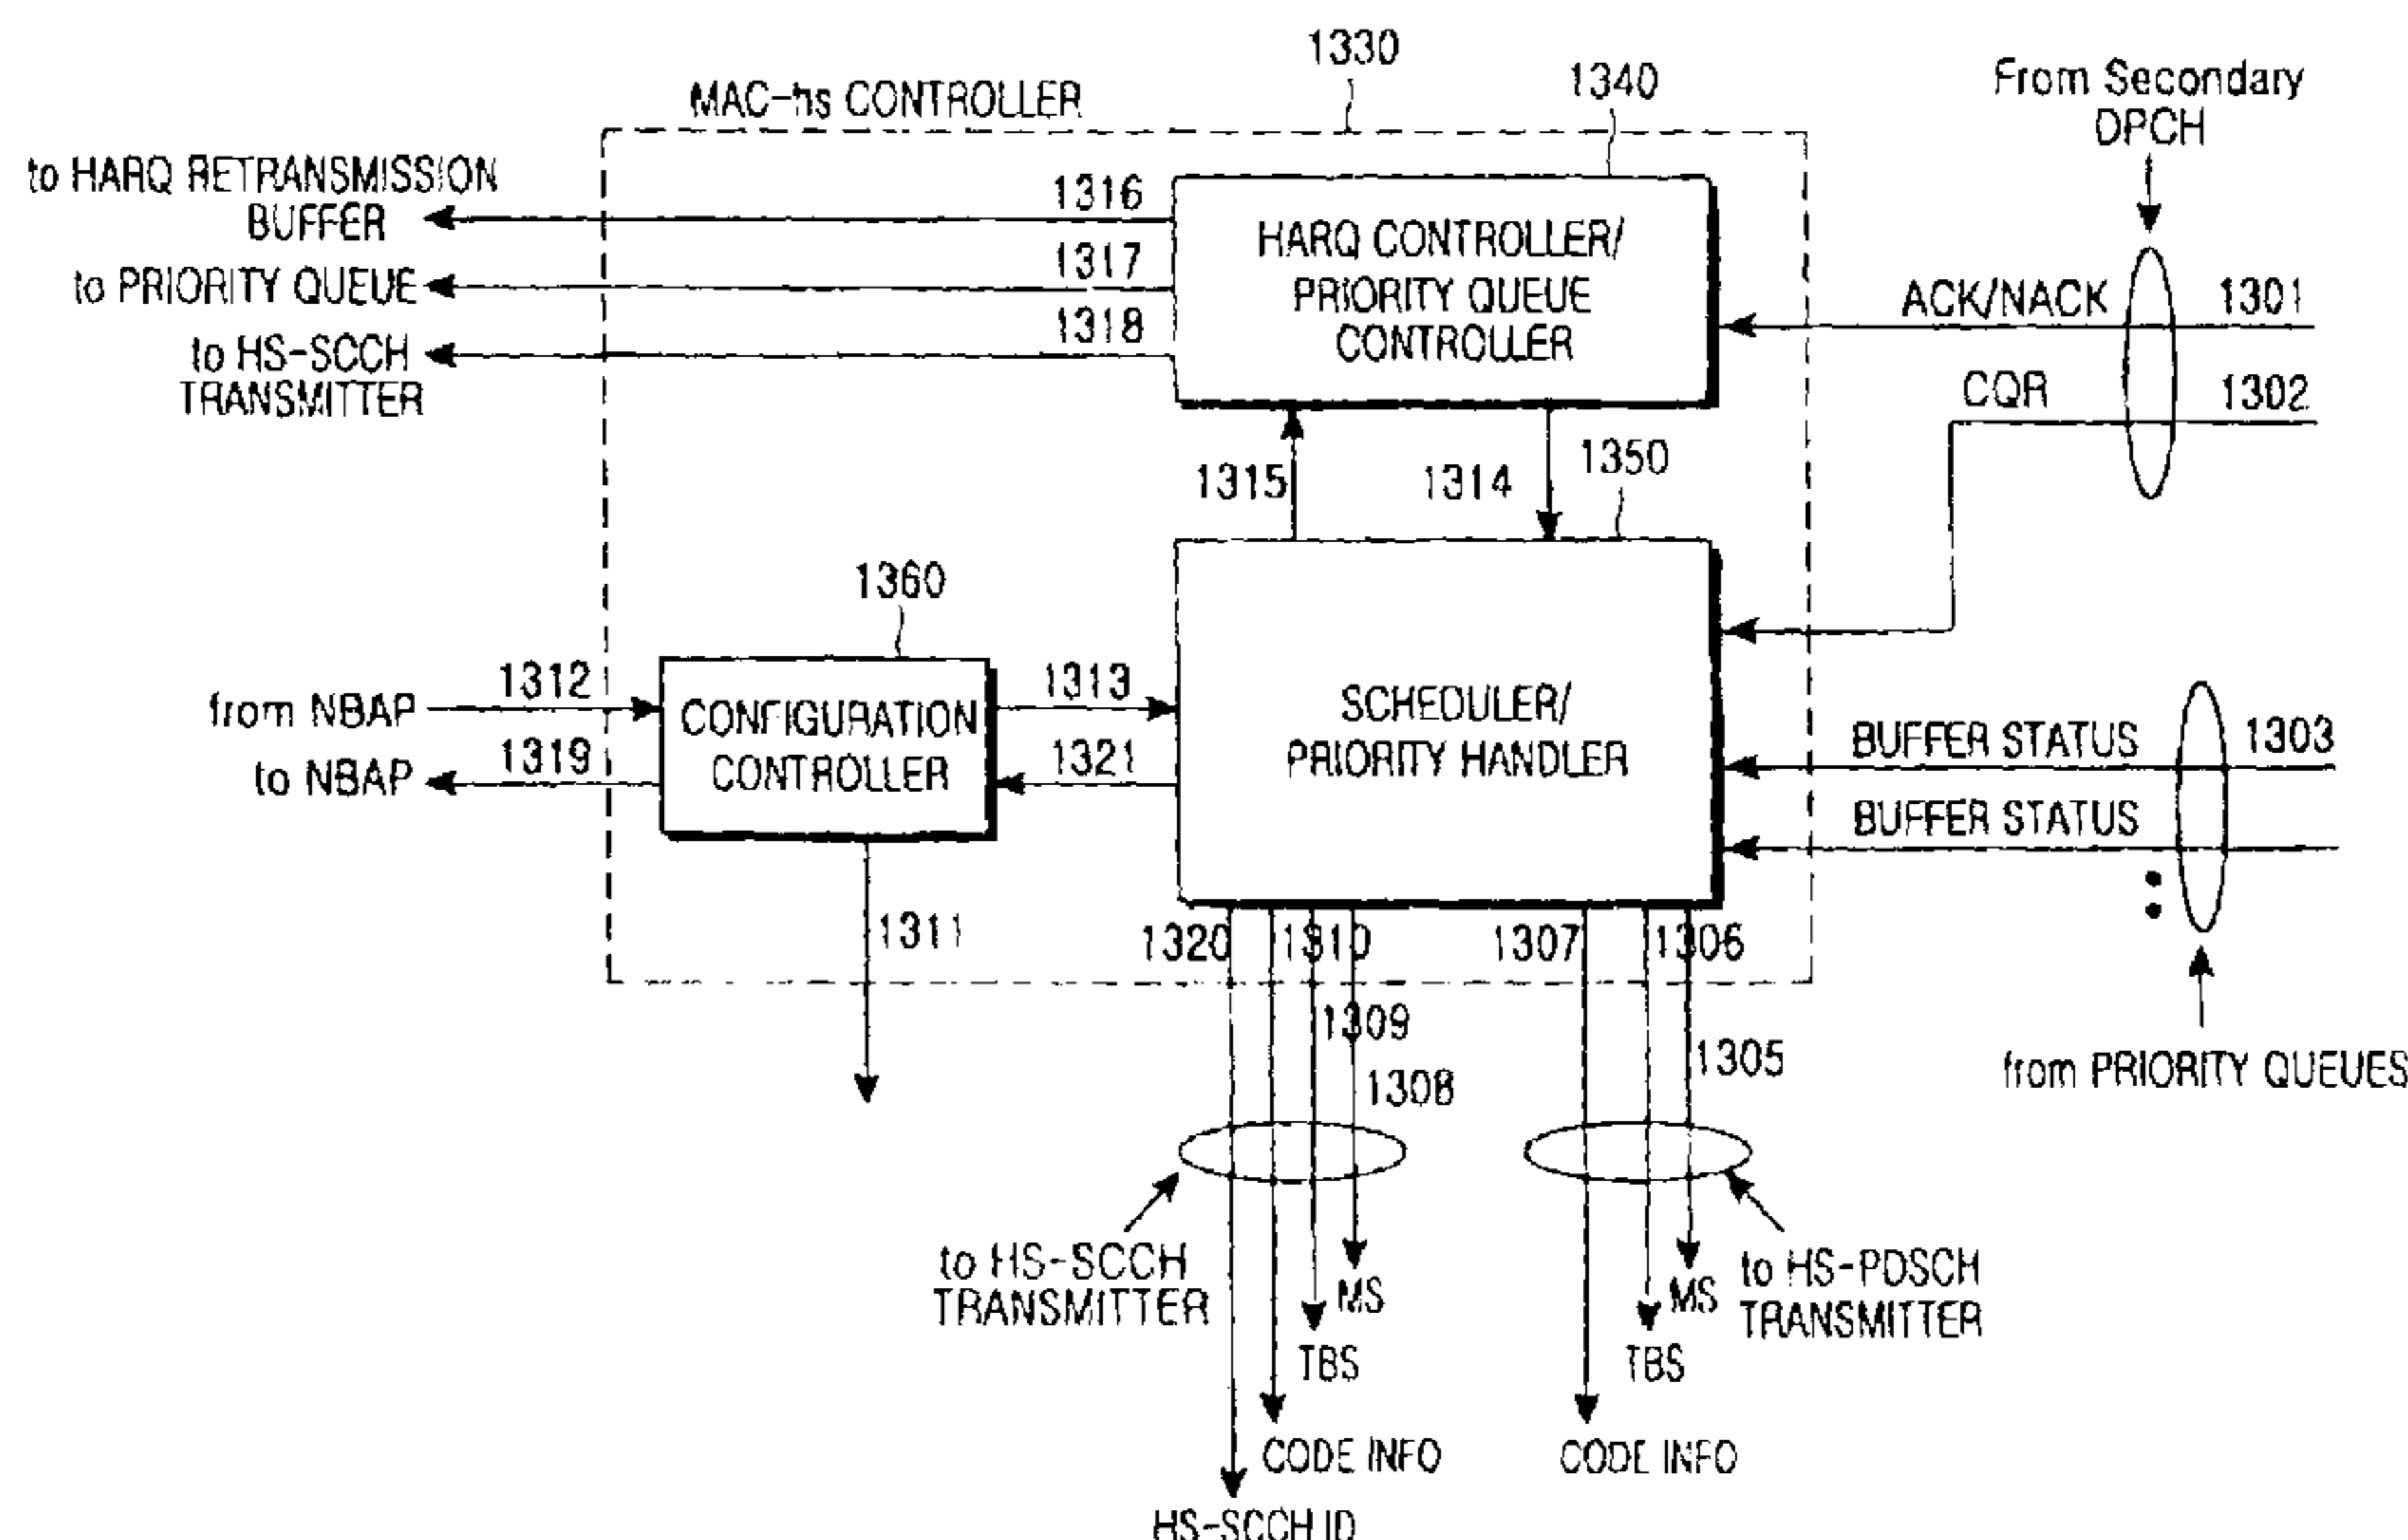 1330
1340
From Secondary
DPCH
MAC-hs CONTROLLER
to HARQ RETRANSMISSION
BUFFER
1316
to PRIORITY QUEUE
1317
to HS-SCCH
TRANSMITTER
1318
HARQ CONTROLLER/
PRIORITY QUEUE
CONTROLLER
ACK/NACK
1301
CQR
1302
1315
1314
1350
1360
from NBAP
1312
to NBAP
1319
CONFIGURATION
CONTROLLER
1313
1321
SCHEDULER/
PRIORITY HANDLER
BUFFER STATUS
1303
BUFFER STATUS
from PRIORITY QUEUES
1311
1320
1310
1307
1306
1309
1308
1305
to HS-SCCH
TRANSMITTER
MS
TBS
CODE INFO
HS-SCCH ID
MS
TBS
CODE INFO
to HS-PDSCH
TRANSMITTER